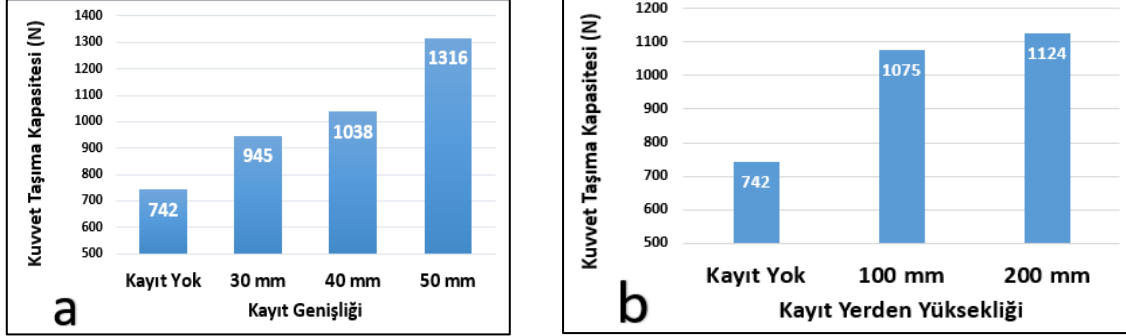 Kuvvet Taşıma Kapasitesi (N)
1400
1300
1200
1100
1000
900
800
700
600
500
742
945
1038
1316
Kayıt Yok
30 mm
40 mm
50 mm
Kayıt Genişliği
a
Kuvvet Taşıma Kapasitesi (N)
1200
1100
1000
900
800
700
600
500
742
1075
1124
Kayıt Yok
100 mm
200 mm
Kayıt Yerden Yüksekliği
b